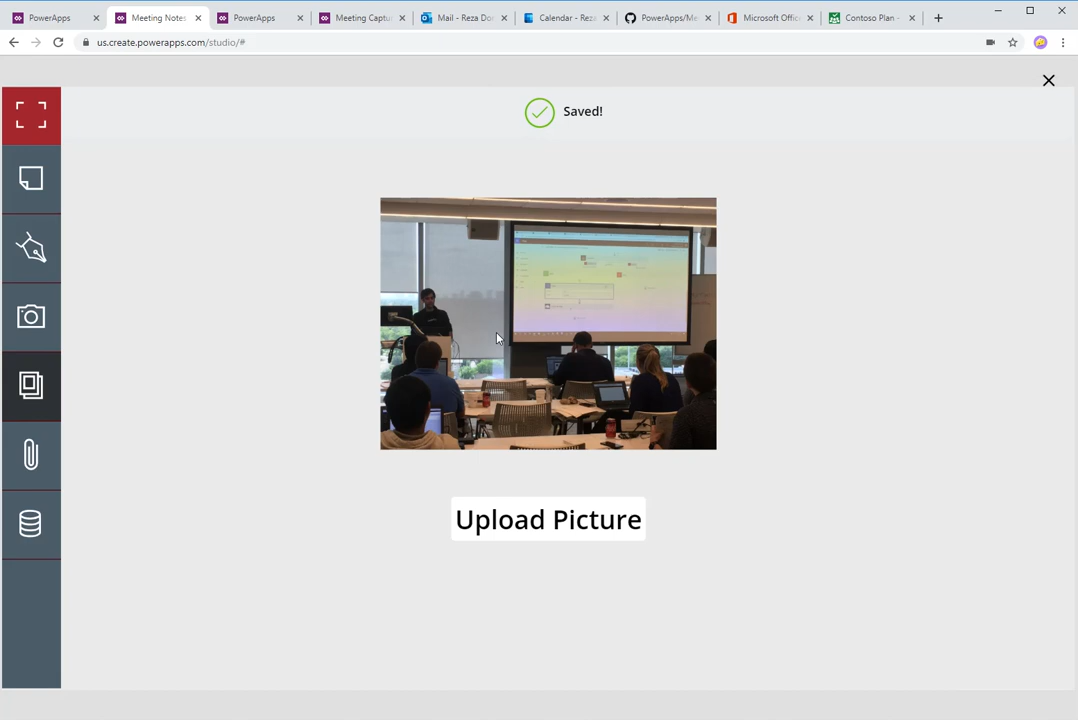 PowerApps
Meeting Notes
PowerApps
Meeting Captu
Mail - Reza Do
Calendar - Reza
PowerApps/Me
Microsoft Offic
Contoso Plan -
us.create.powerapps.com/studio/#
Saved!
Upload Picture